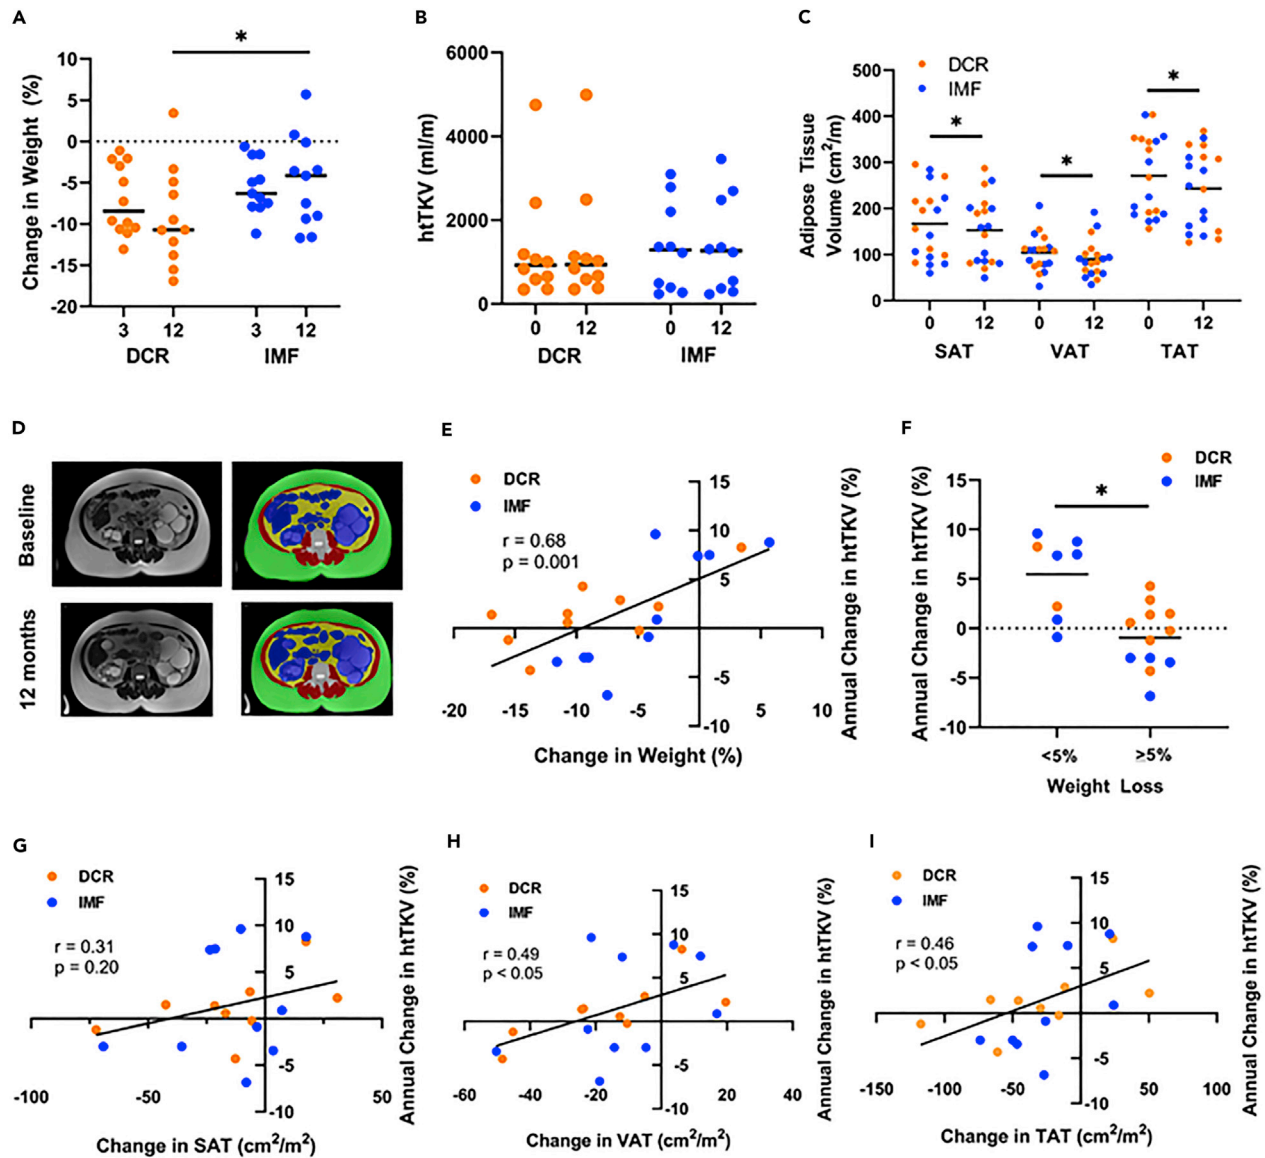 A
Change in Weight (%)
10
5
0
-5
-10
-15
-20
*
3 12 3 12
DCR IMF
B
htTKV (ml/m)
6000
4000
2000
0
0 12 0 12
DCR IMF
C
DCR
IMF
Adipose Tissue
Volume (cm²/m)
500
400
300
200
100
0
* * *
0 12 0 12 0 12
SAT VAT TAT
D
Baseline
12 months
E
DCR
IMF
r = 0.68
p = 0.001
15
10
5
-5
-10
-20 -15 -10 -5 5 10
Change in Weight (%)
Annual Change in htTKV (%)
F
DCR
IMF
Annual Change in htTKV (%)
15
10
5
0
-5
-10
*
<5% ≥5%
Weight Loss
G
DCR
IMF
r = 0.31
p = 0.20
15
10
5
-5
-10
-100 -50 50
Change in SAT (cm²/m²)
Annual Change in htTKV (%)
H
DCR
IMF
r = 0.49
p < 0.05
15
10
5
-5
-10
-60 -40 -20 20 40
Change in VAT (cm²/m²)
Annual Change in htTKV (%)
I
DCR
IMF
r = 0.46
p < 0.05
15
10
5
-5
-10
-150 -100 -50 50 100
Change in TAT (cm²/m²)
Annual Change in htTKV (%)